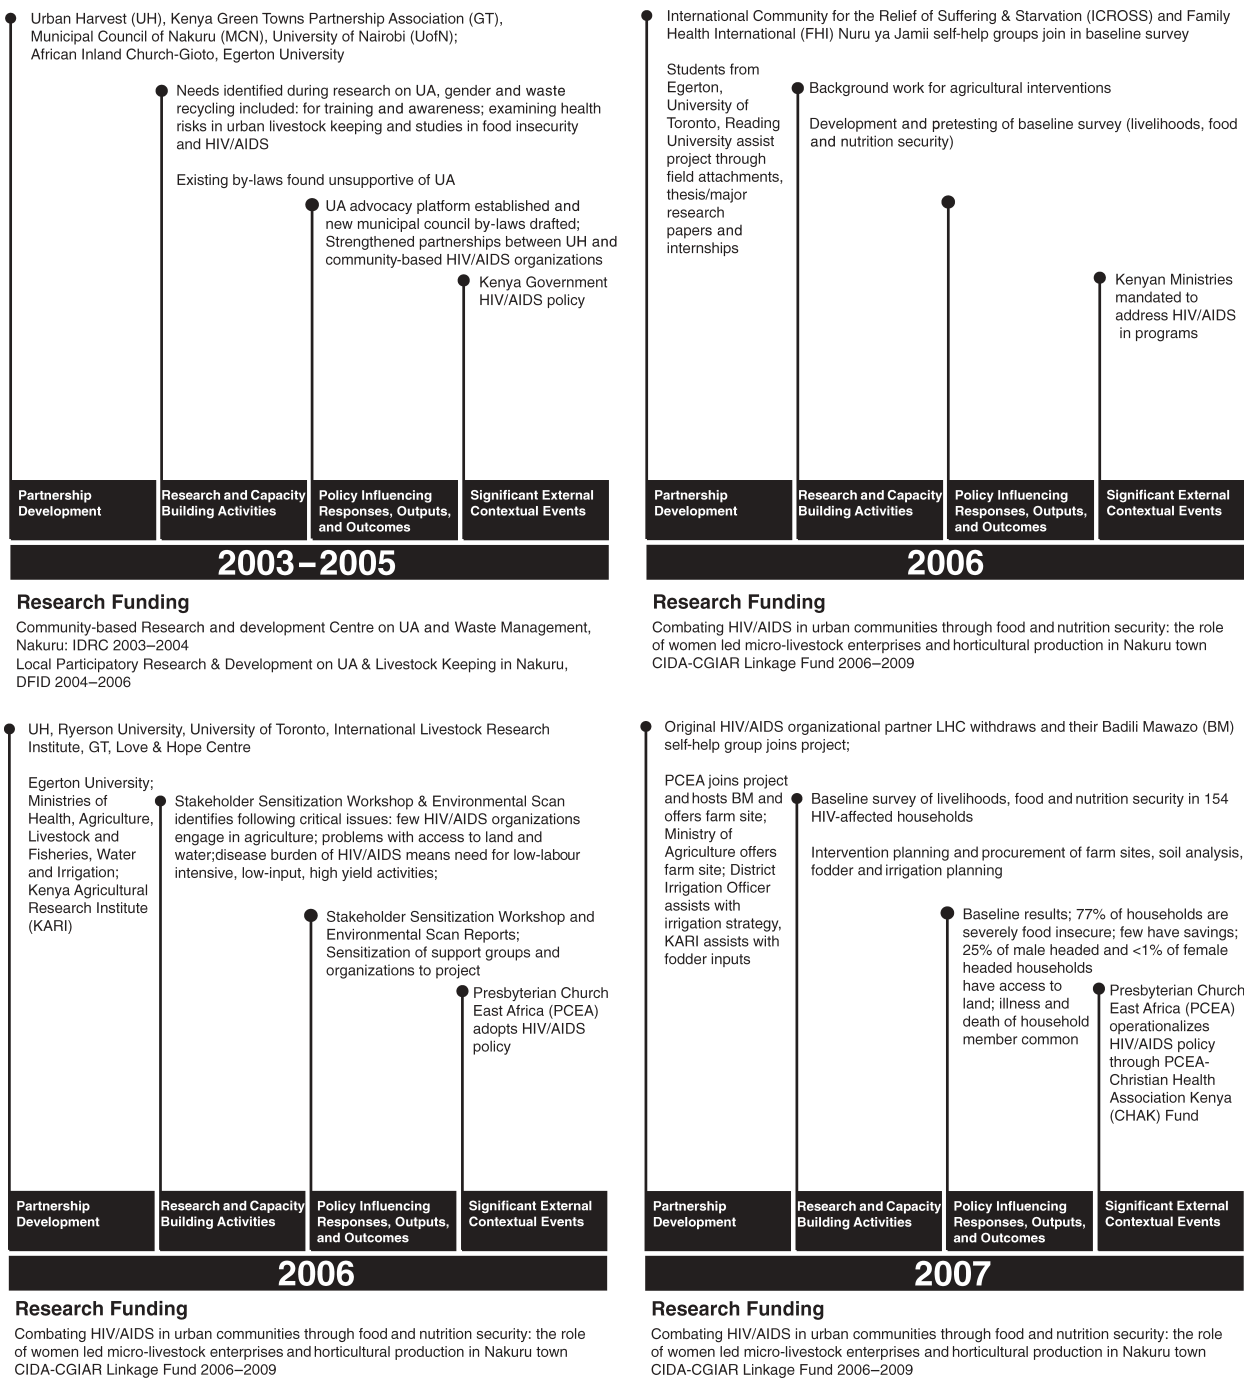 Urban Harvest (UH), Kenya Green Towns Partnership Association (GT),
Municipal Council of Nakuru (MCN), University of Nairobi (UofN);
African Inland Church-Gioto, Egerton University
Needs identified during research on UA, gender and waste
recycling included: for training and awareness; examining health
risks in urban livestock keeping and studies in food insecurity
and HIV/AIDS
Existing by-laws found unsupportive of UA
UA advocacy platform established and
new municipal council by-laws drafted;
Strengthened partnerships between UH and
community-based HIV/AIDS organizations
Kenya Government
HIV/AIDS policy
Partnership
Development
Research and Capacity
Building Activities
Policy Influencing
Responses, Outputs,
and Outcomes
Significant External
Contextual Events
2003–2005
Research Funding
Community-based Research and development Centre on UA and Waste Management,
Nakuru: IDRC 2003–2004
Local Participatory Research & Development on UA & Livestock Keeping in Nakuru,
DFID 2004–2006
International Community for the Relief of Suffering & Starvation (ICROSS) and Family
Health International (FHI) Nuru ya Jamii self-help groups join in baseline survey
Students from
Egerton,
University of
Toronto, Reading
University assist
project through
field attachments,
thesis/major
research
papers and
internships
Background work for agricultural interventions
Development and pretesting of baseline survey (livelihoods, food
and nutrition security)
Kenyan Ministries
mandated to
address HIV/AIDS
in programs
Partnership
Development
Research and Capacity
Building Activities
Policy Influencing
Responses, Outputs,
and Outcomes
Significant External
Contextual Events
2006
Research Funding
Combating HIV/AIDS in urban communities through food and nutrition security: the role
of women led micro-livestock enterprises and horticultural production in Nakuru town
CIDA-CGIAR Linkage Fund 2006–2009
UH, Ryerson University, University of Toronto, International Livestock Research
Institute, GT, Love & Hope Centre
Egerton University;
Ministries of
Health, Agriculture,
Livestock and
Fisheries, Water
and Irrigation;
Kenya Agricultural
Research Institute
(KARI)
Stakeholder Sensitization Workshop & Environmental Scan
identifies following critical issues: few HIV/AIDS organizations
engage in agriculture; problems with access to land and
water;disease burden of HIV/AIDS means need for low-labour
intensive, low-input, high yield activities;
Stakeholder Sensitization Workshop and
Environmental Scan Reports;
Sensitization of support groups and
organizations to project
Presbyterian Church
East Africa (PCEA)
adopts HIV/AIDS
policy
Partnership
Development
Research and Capacity
Building Activities
Policy Influencing
Responses, Outputs,
and Outcomes
Significant External
Contextual Events
2006
Research Funding
Combating HIV/AIDS in urban communities through food and nutrition security: the role
of women led micro-livestock enterprises and horticultural production in Nakuru town
CIDA-CGIAR Linkage Fund 2006–2009
Original HIV/AIDS organizational partner LHC withdraws and their Badili Mawazo (BM)
self-help group joins project;
PCEA joins project
and hosts BM and
offers farm site;
Ministry of
Agriculture offers
farm site; District
Irrigation Officer
assists with
irrigation strategy,
KARI assists with
fodder inputs
Baseline survey of livelihoods, food and nutrition security in 154
HIV-affected households
Intervention planning and procurement of farm sites, soil analysis,
fodder and irrigation planning
Baseline results; 77% of households are
severely food insecure; few have savings;
25% of male headed and <1% of female
headed households
have access to
land; illness and
death of household
member common
Presbyterian Church
East Africa (PCEA)
operationalizes
HIV/AIDS policy
through PCEA-
Christian Health
Association Kenya
(CHAK) Fund
Partnership
Development
Research and Capacity
Building Activities
Policy Influencing
Responses, Outputs,
and Outcomes
Significant External
Contextual Events
2007
Research Funding
Combating HIV/AIDS in urban communities through food and nutrition security: the role
of women led micro-livestock enterprises and horticultural production in Nakuru town
CIDA-CGIAR Linkage Fund 2006–2009